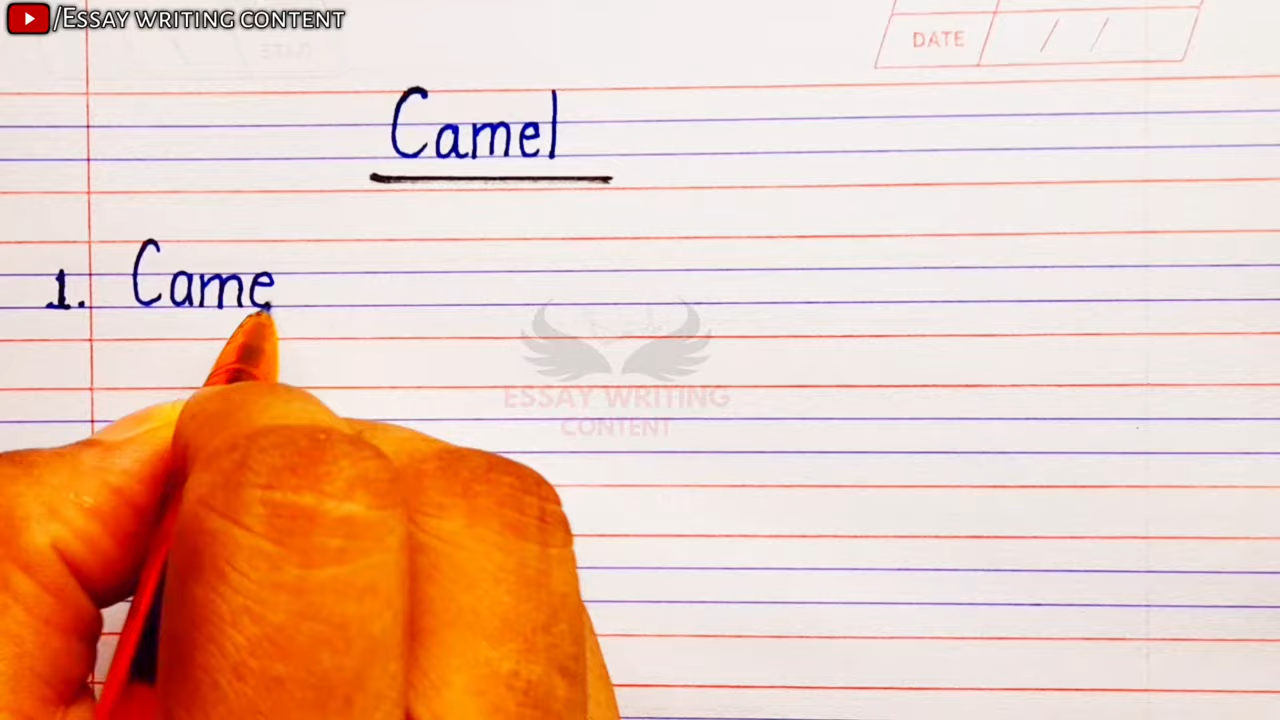 /Essay writing content
DATE / /
Camel
1. Came
ESSAY WRITING
CONTENT